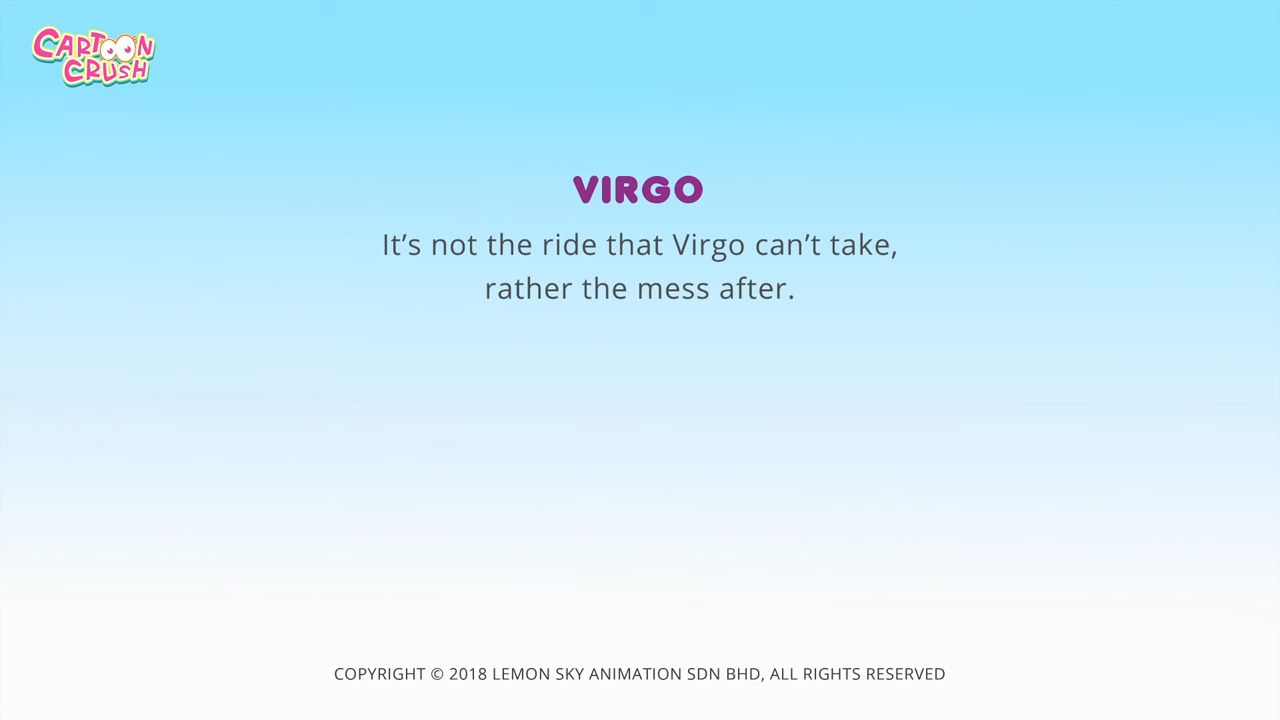 CARTOON
CRUSH
VIRGO
It’s not the ride that Virgo can’t take,
rather the mess after.
COPYRIGHT © 2018 LEMON SKY ANIMATION SDN BHD, ALL RIGHTS RESERVED